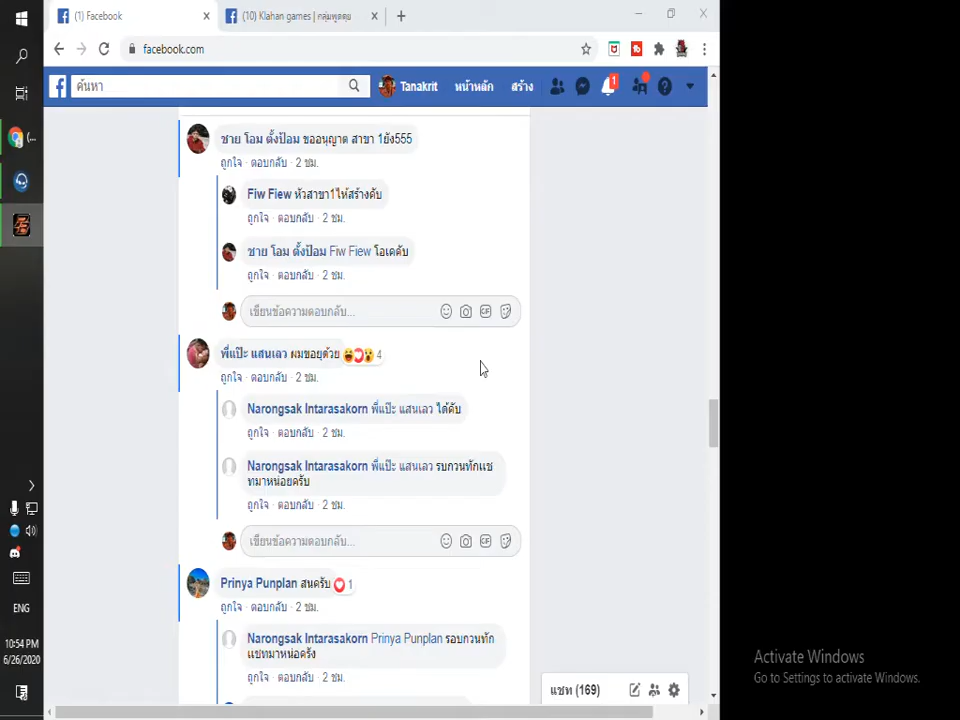 (1) Facebook
(10) Klahan games | กลุ่มพูดคุย
facebook.com
ค้นหา
Tanakrit
หน้าหลัก
สร้าง
1
ชาย โอม ตั้งป้อม ขออนุญาต สาขา 1ยัง555
ถูกใจ · ตอบกลับ · 2 ชม.
Fiw Fiew หัวสาขา1ให้สร้างคับ
ถูกใจ · ตอบกลับ · 2 ชม.
ชาย โอม ตั้งป้อม Fiw Fiew โอเคคับ
ถูกใจ · ตอบกลับ · 2 ชม.
เขียนข้อความตอบกลับ...
GIF
พี่แป๊ะ แสนเลว ผมขอยุด้วย 4
ถูกใจ · ตอบกลับ · 2 ชม.
Narongsak Intarasakorn พี่แป๊ะ แสนเลว ได้คับ
ถูกใจ · ตอบกลับ · 2 ชม.
Narongsak Intarasakorn พี่แป๊ะ แสนเลว รบกวนทักแช
ทมาหน่อยครับ
ถูกใจ · ตอบกลับ · 2 ชม.
เขียนข้อความตอบกลับ...
GIF
Prinya Punplan สนครับ 1
ถูกใจ · ตอบกลับ · 2 ชม.
Narongsak Intarasakorn Prinya Punplan รอบกวนทัก
แชทมาหน่อครัง
ถูกใจ · ตอบกลับ · 2 ชม.
แชท (169)
ENG
10:54 PM
6/26/2020
Activate Windows
Go to Settings to activate Windows.